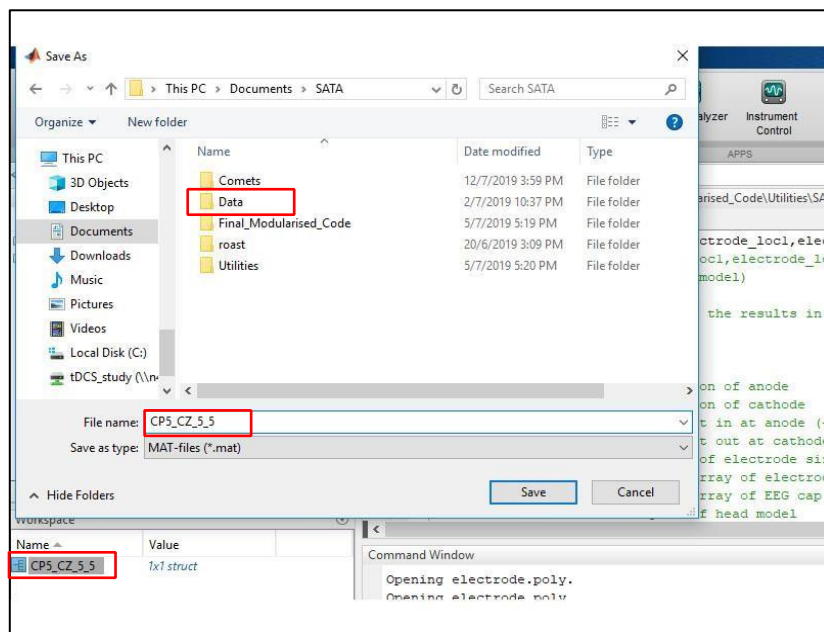 Save As
This PC > Documents > SATA
Search SATA
Organize
New folder
alyzer
Instrument
Control
APPS
This PC
3D Objects
Desktop
Documents
Downloads
Music
Pictures
Videos
Local Disk (C:)
tDCS_study (\\n
Name
Date modified
Type
Comets
12/7/2019 3:59 PM
File folder
Data
2/7/2019 10:37 PM
File folder
Final_Modularised_Code
5/7/2019 5:19 PM
File folder
roast
20/6/2019 3:09 PM
File folder
Utilities
5/7/2019 5:20 PM
File folder
arised_Code\Utilities\SA
ctrode_loc1,elec
oc1,electrode_lo
model)
the results in
on of anode
on of cathode
t in at anode (
t out at cathode
of electrode si
rray of electrod
rray of EEG cap
f head model
File name: CP5_CZ_5_5
Save as type: MAT-files (*.mat)
Hide Folders
Save
Cancel
Workspace
Name
Value
CP5_CZ_5_5
1x1 struct
Command Window
Opening electrode.poly.
Opening electrode.poly